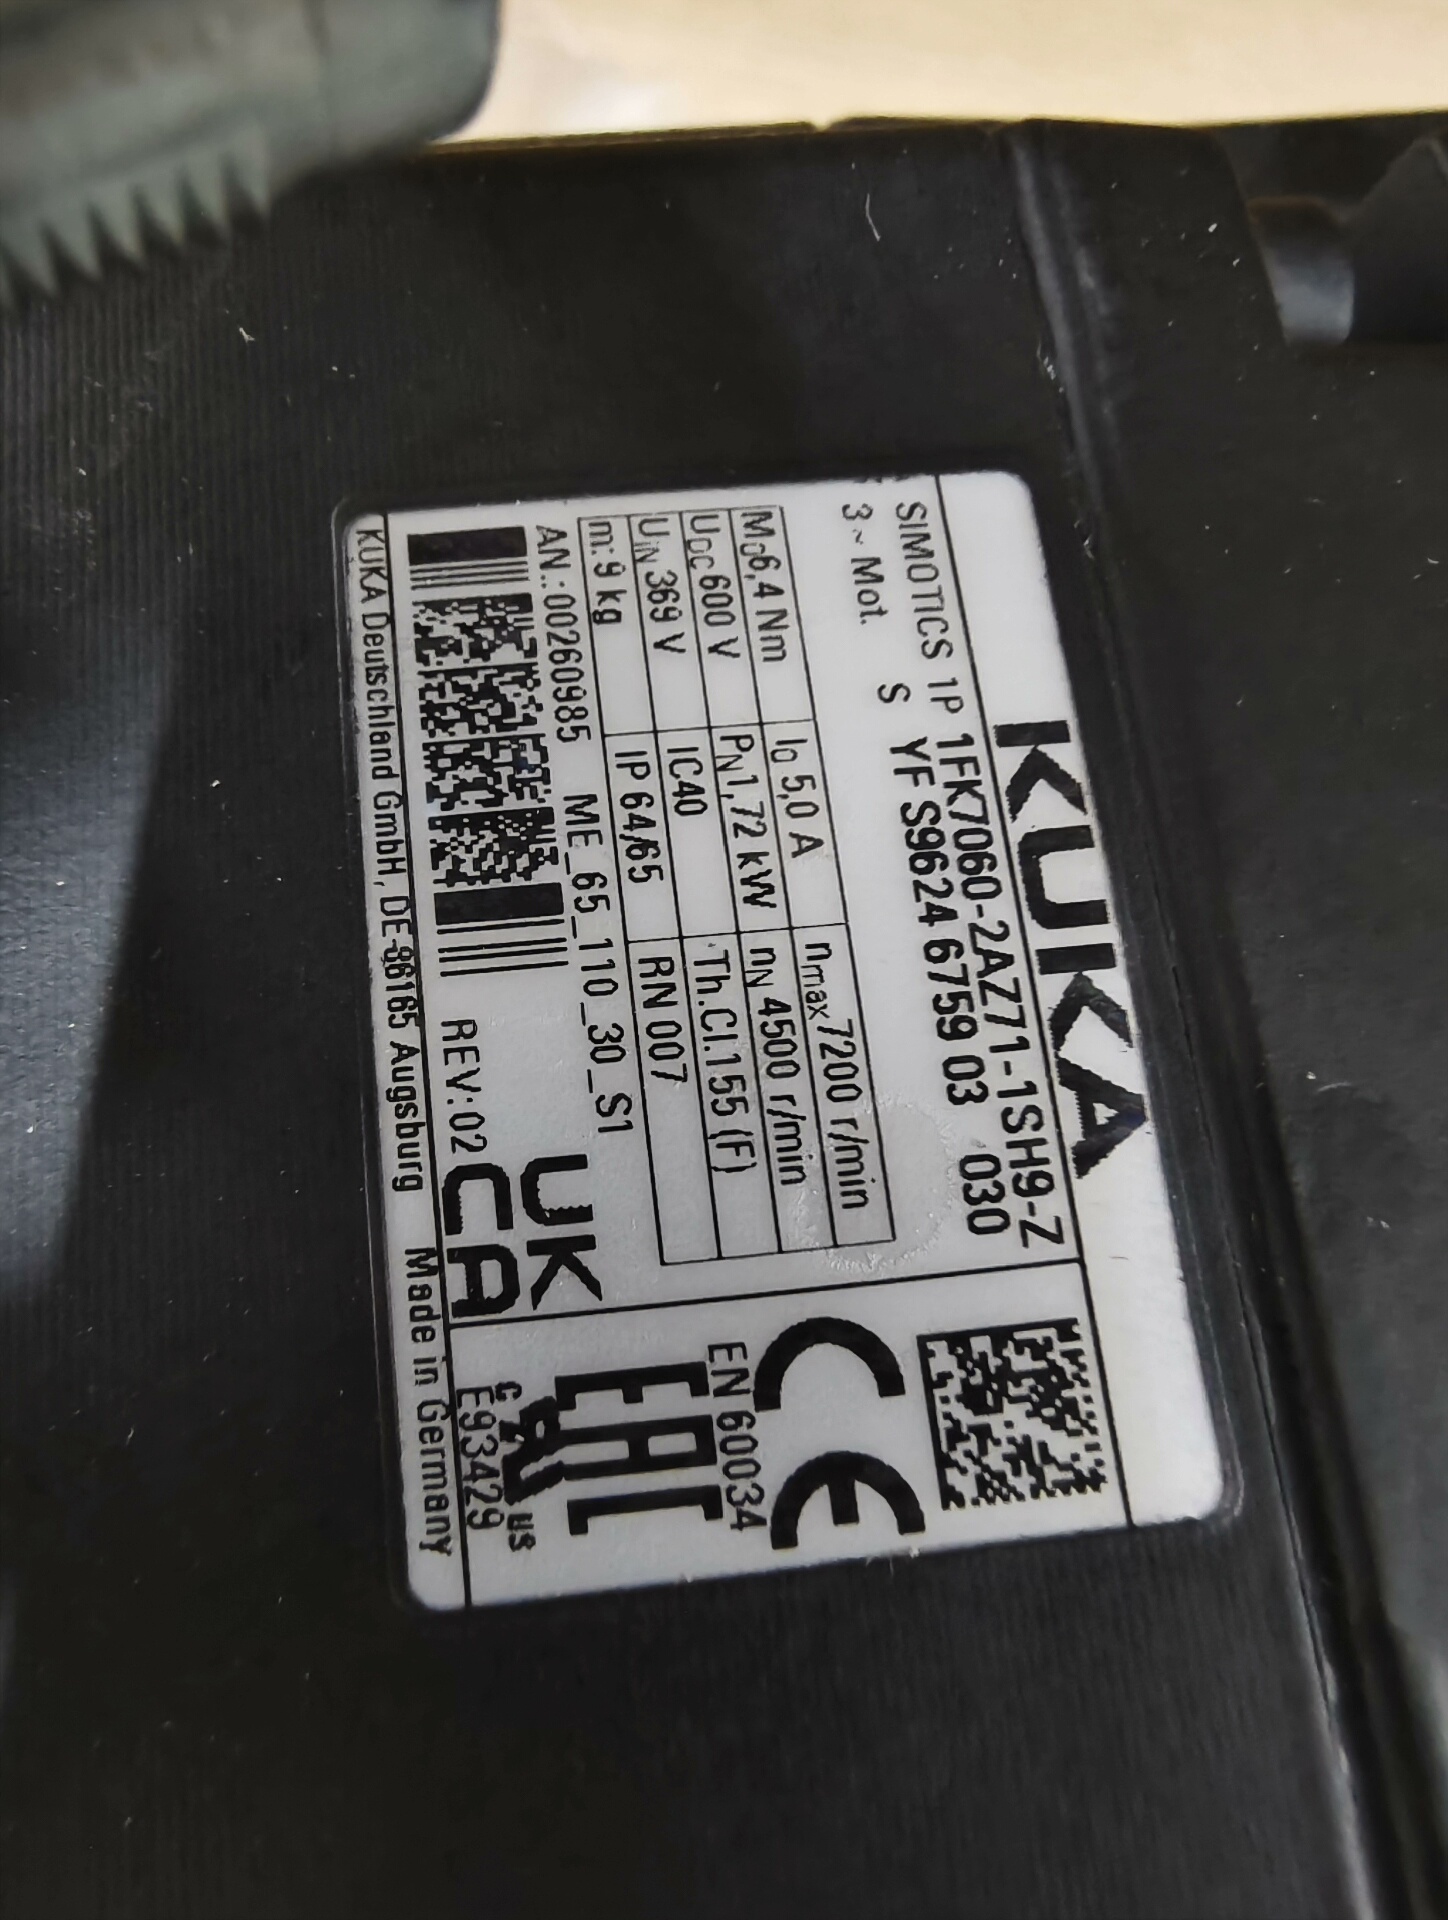 KUKA
SIMOTICS 1P 1FK7060-2AZ71-1SH9-Z
3~Mot. S YF S9624 6759 03 030
M0 6,4 Nm I0 5,0 A nmax 7200 r/min
UDC 600 V PN 1,72 kW nN 4500 r/min
UIN 369 V IC40 Th.Cl.155 (F)
m: 9 kg IP 64/65 RN 007
AN.: 00260985 ME_65_110_30_S1
REV:02
UK
CA
CE
EN 60034
EAC
c us
E93429
KUKA Deutschland GmbH, DE-86165 Augsburg Made in Germany